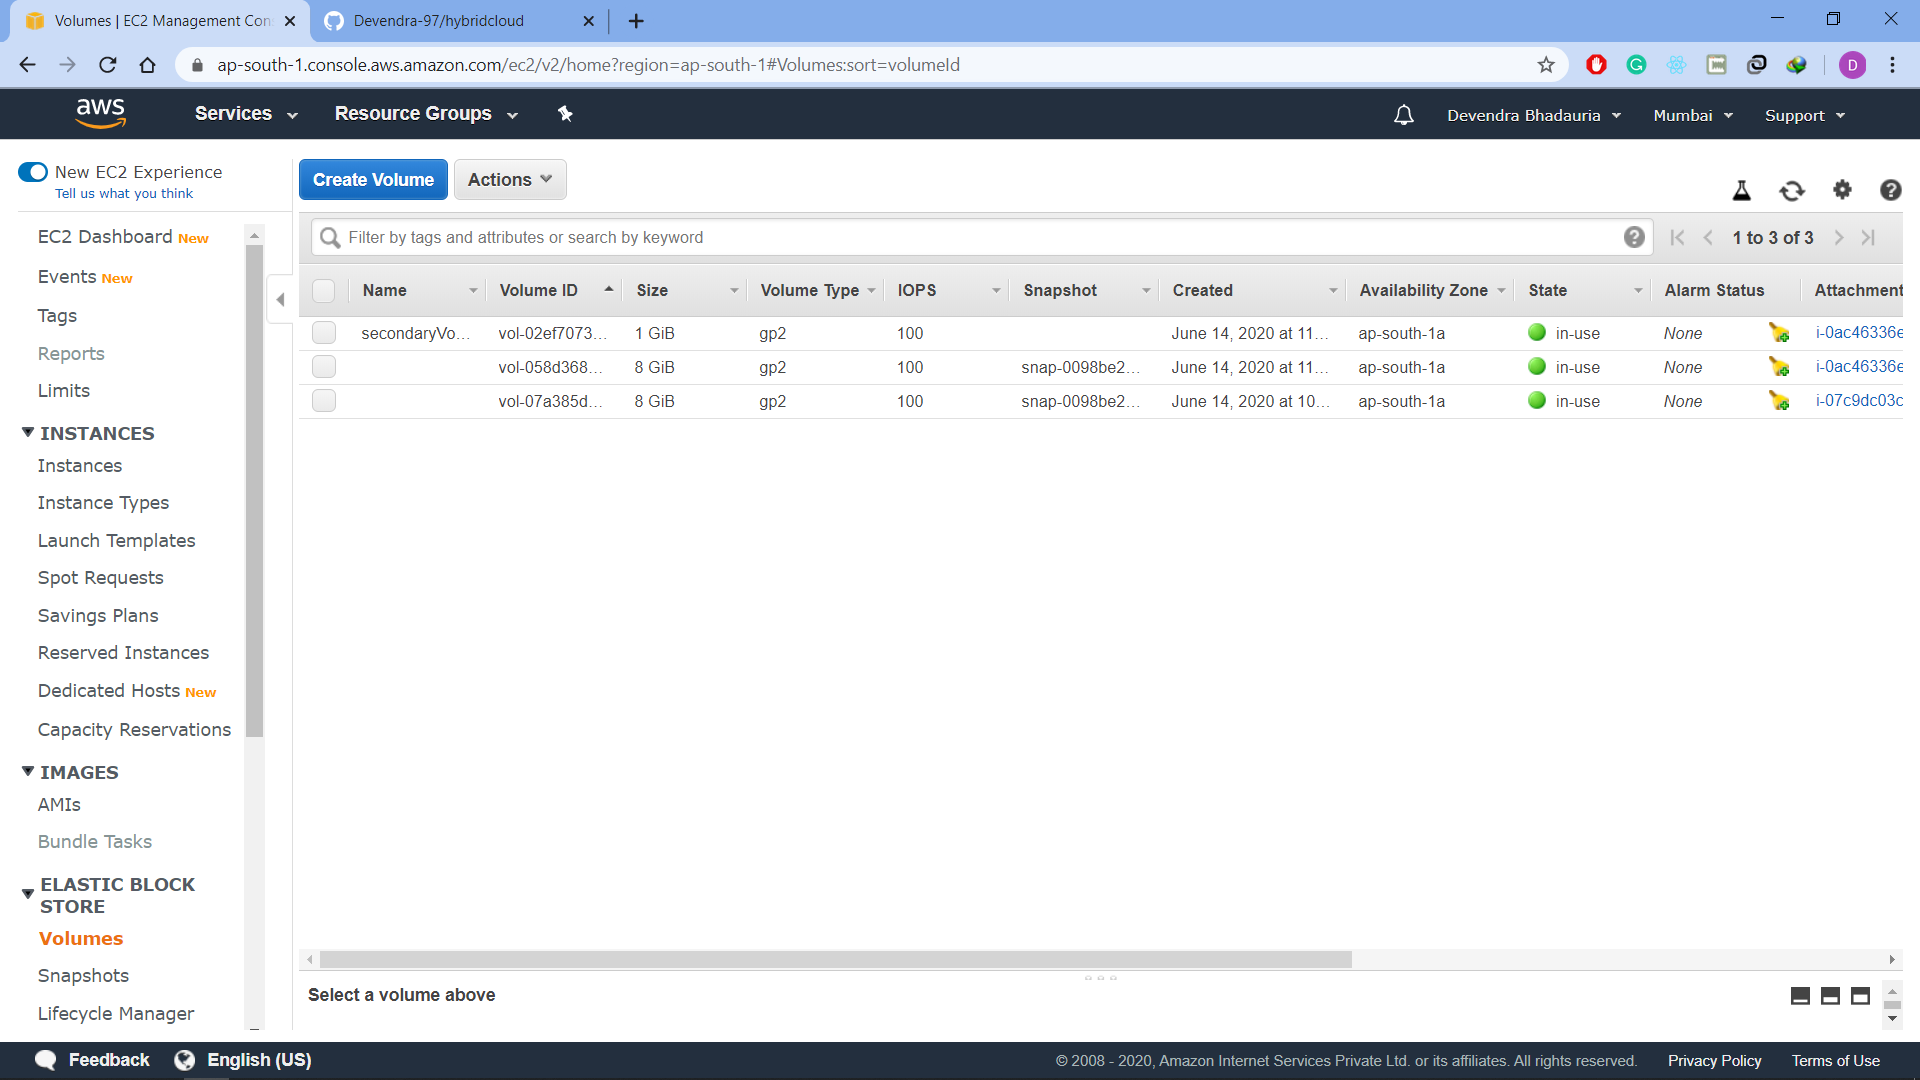 Volumes | EC2 Management Con
Devendra-97/hybridcloud
ap-south-1.console.aws.amazon.com/ec2/v2/home?region=ap-south-1#Volumes:sort=volumeId
D
aws
Services
Resource Groups
Devendra Bhadauria
Mumbai
Support
New EC2 Experience
Tell us what you think
EC2 Dashboard New
Events New
Tags
Reports
Limits
INSTANCES
Instances
Instance Types
Launch Templates
Spot Requests
Savings Plans
Reserved Instances
Dedicated Hosts New
Capacity Reservations
IMAGES
AMIs
Bundle Tasks
ELASTIC BLOCK
STORE
Volumes
Snapshots
Lifecycle Manager
Create Volume
Actions
Filter by tags and attributes or search by keyword
1 to 3 of 3
Name Volume ID Size Volume Type IOPS Snapshot Created Availability Zone State Alarm Status Attachment
secondaryVo... vol-02ef7073... 1 GiB gp2 100 June 14, 2020 at 11... ap-south-1a in-use None i-0ac46336e
vol-058d368... 8 GiB gp2 100 snap-0098be2... June 14, 2020 at 11... ap-south-1a in-use None i-0ac46336e
vol-07a385d... 8 GiB gp2 100 snap-0098be2... June 14, 2020 at 10... ap-south-1a in-use None i-07c9dc03c
Select a volume above
Feedback
English (US)
© 2008 - 2020, Amazon Internet Services Private Ltd. or its affiliates. All rights reserved.
Privacy Policy
Terms of Use